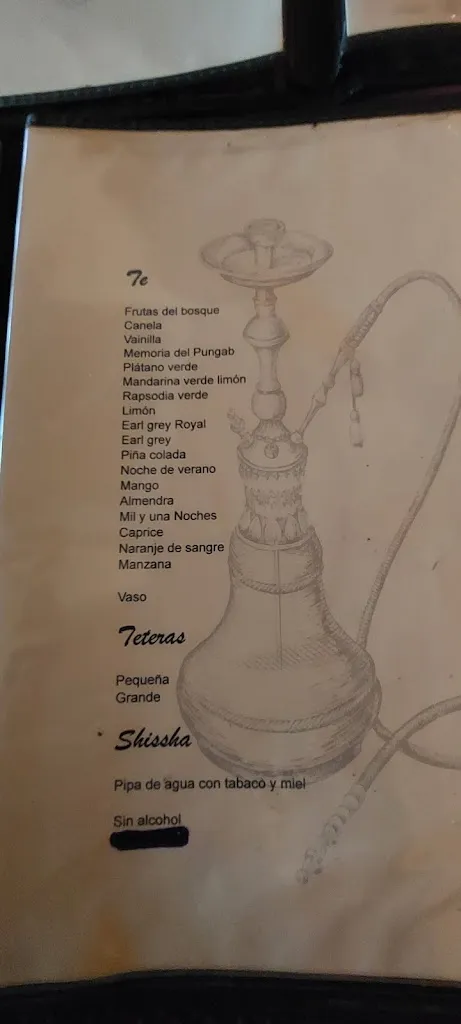 Te
Frutas del bosque
Canela
Vainilla
Memoria del Pungab
Plátano verde
Mandarina verde limón
Rapsodia verde
Limón
Earl grey Royal
Earl grey
Piña colada
Noche de verano
Mango
Almendra
Mil y una Noches
Caprice
Naranje de sangre
Manzana
Vaso
Teteras
Pequeña
Grande
Shissha
Pipa de agua con tabaco y miel
Sin alcohol